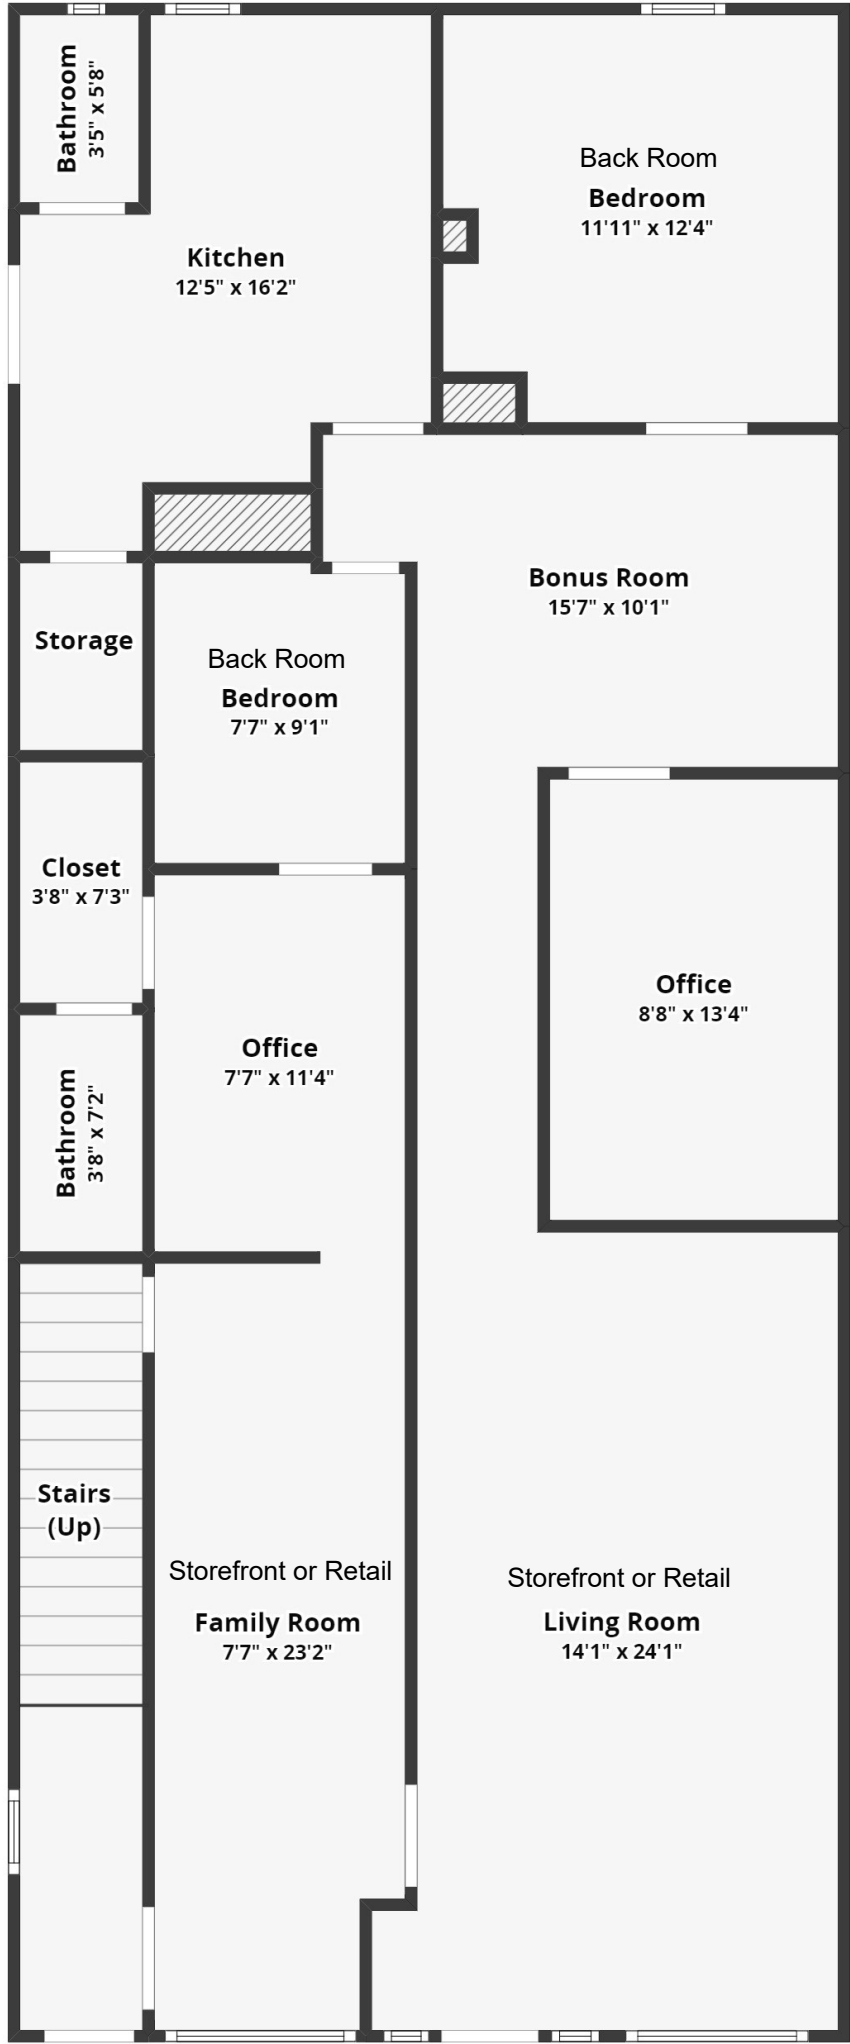 Bathroom
3'5" x 5'8"
Back Room
Bedroom
11'11" x 12'4"
Kitchen
12'5" x 16'2"
Bonus Room
15'7" x 10'1"
Storage
Back Room
Bedroom
7'7" x 9'1"
Closet
3'8" x 7'3"
Office
8'8" x 13'4"
Office
7'7" x 11'4"
Bathroom
3'8" x 7'2"
Stairs
(Up)
Storefront or Retail
Family Room
7'7" x 23'2"
Storefront or Retail
Living Room
14'1" x 24'1"